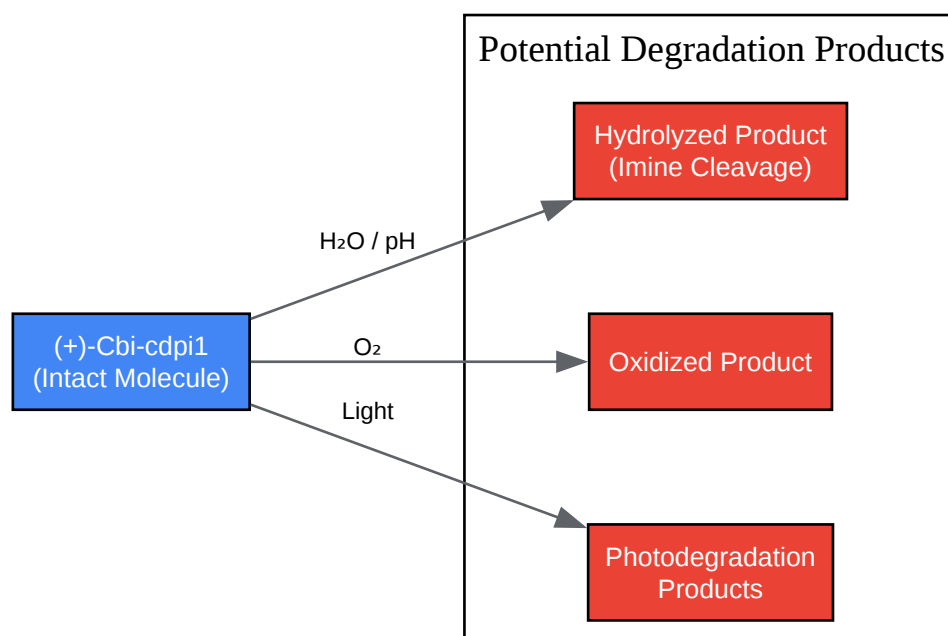 Potential Degradation Products
Hydrolyzed Product
(Imine Cleavage)
H₂O / pH
(+)-Cbi-cdpi1
(Intact Molecule)
O₂
Oxidized Product
Light
Photodegradation
Products